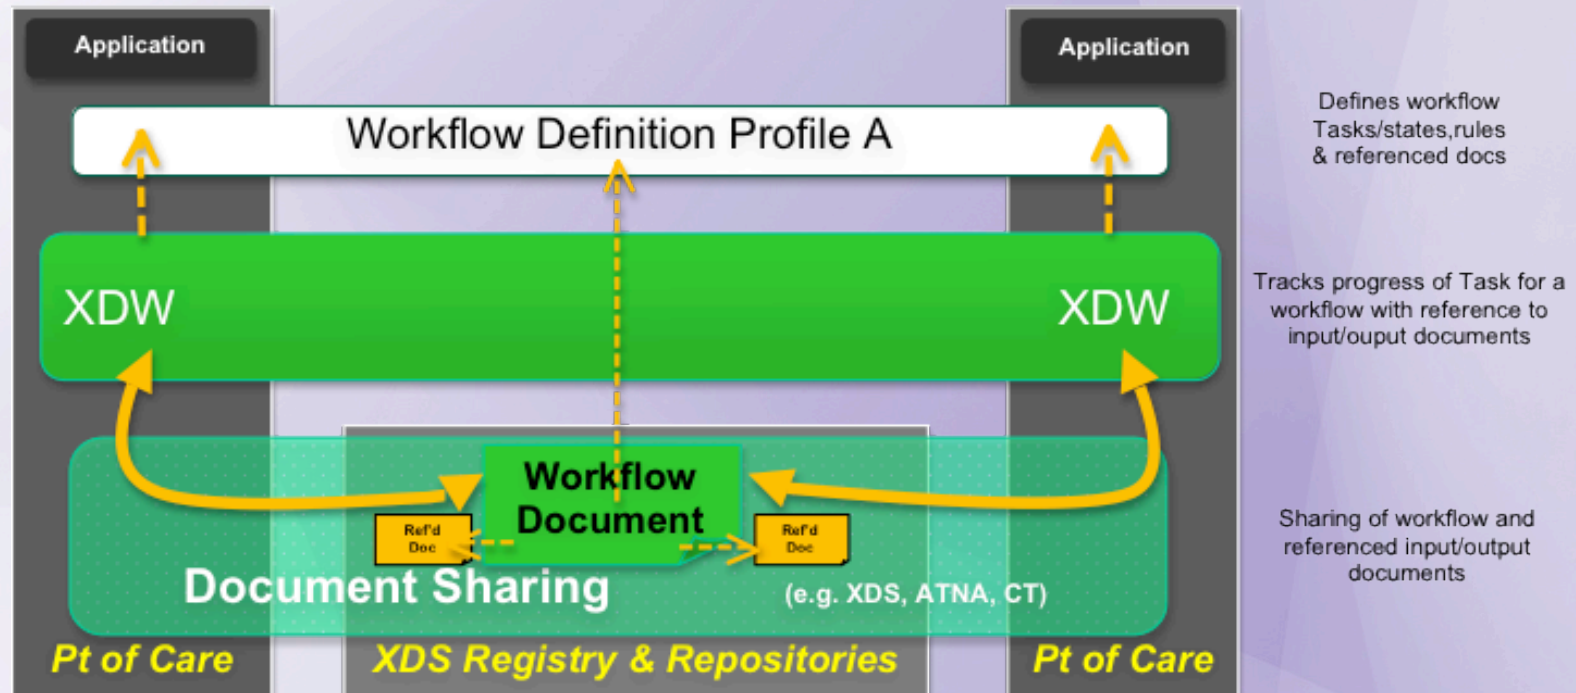 Application
Application
Workflow Definition Profile A
Defines workflow
Tasks/states,rules
& referenced docs
XDW
XDW
Tracks progress of Task for a
workflow with reference to
input/ouput documents
Workflow
Document
Ref'd
Doc
Ref'd
Doc
Document Sharing
(e.g. XDS, ATNA, CT)
Sharing of workflow and
referenced input/output
documents
Pt of Care
XDS Registry & Repositories
Pt of Care